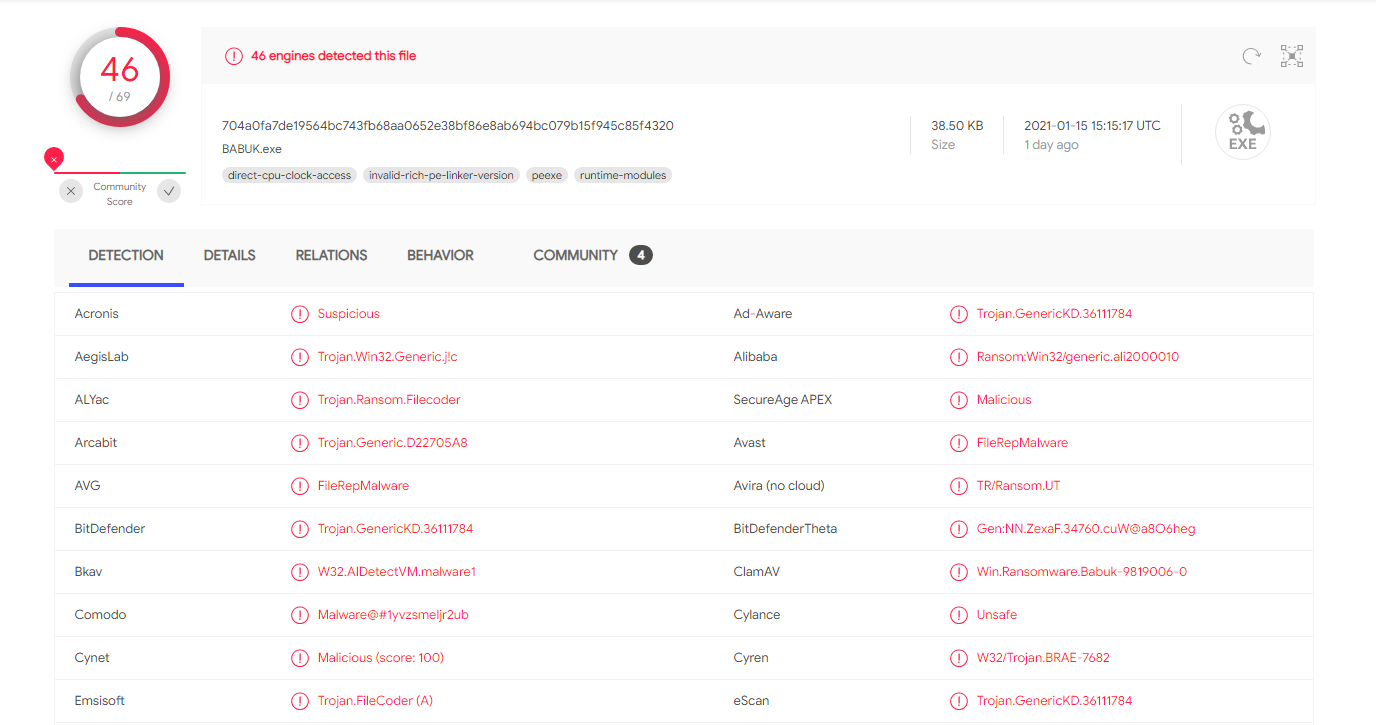 46
/ 69
Community
Score
46 engines detected this file
704a0fa7de19564bc743fb68aa0652e38bf86e8ab694bc079b15f945c85f4320
BABUK.exe
direct-cpu-clock-access invalid-rich-pe-linker-version peexe runtime-modules
38.50 KB
Size
2021-01-15 15:15:17 UTC
1 day ago
EXE
DETECTION DETAILS RELATIONS BEHAVIOR COMMUNITY 4
Acronis Suspicious Ad-Aware Trojan.GenericKD.36111784
AegisLab Trojan.Win32.Generic.j!c Alibaba Ransom:Win32/generic.ali2000010
ALYac Trojan.Ransom.Filecoder SecureAge APEX Malicious
Arcabit Trojan.Generic.D22705A8 Avast FileRepMalware
AVG FileRepMalware Avira (no cloud) TR/Ransom.UT
BitDefender Trojan.GenericKD.36111784 BitDefenderTheta Gen:NN.ZexaF.34760.cuW@a8O6heg
Bkav W32.AIDetectVM.malware1 ClamAV Win.Ransomware.Babuk-9819006-0
Comodo Malware@#1yvzsmeljr2ub Cylance Unsafe
Cynet Malicious (score: 100) Cyren W32/Trojan.BRAE-7682
Emsisoft Trojan.FileCoder (A) eScan Trojan.GenericKD.36111784